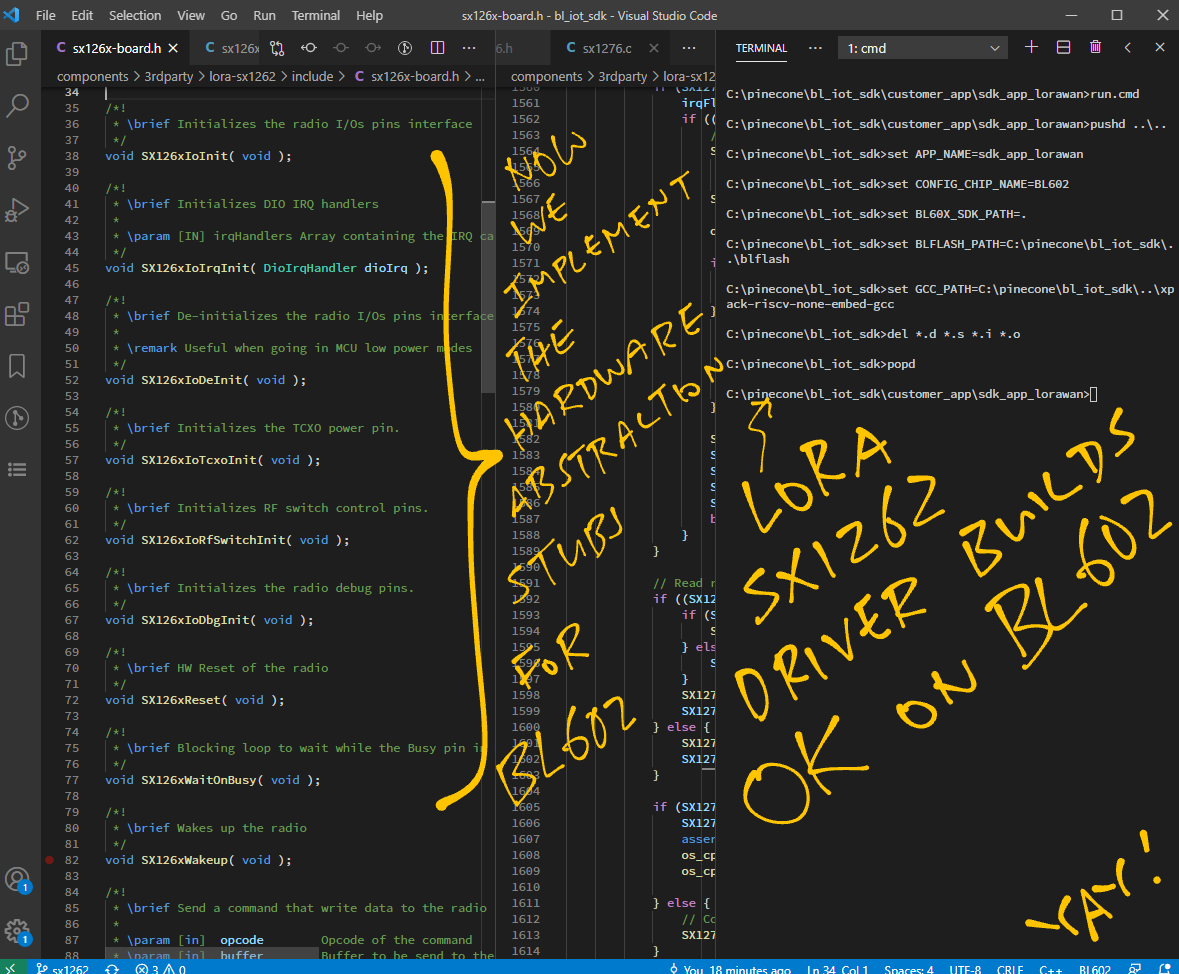 File Edit Selection View Go Run Terminal Help sx126x-board.h - bl_iot_sdk - Visual Studio Code
sx126x-board.h
components > 3rdparty > lora-sx1262 > include > sx126x-board.h > ...
34
35 /*!
36 * \brief Initializes the radio I/Os pins interface
37 */
38 void SX126xIoInit( void );
39
40 /*!
41 * \brief Initializes DIO IRQ handlers
42 *
43 * \param [IN] irqHandlers Array containing the IRQ ca
44 */
45 void SX126xIoIrqInit( DioIrqHandler dioIrq );
46
47 /*!
48 * \brief De-initializes the radio I/Os pins interface
49 *
50 * \remark Useful when going in MCU low power modes
51 */
52 void SX126xIoDeInit( void );
53
54 /*!
55 * \brief Initializes the TCXO power pin.
56 */
57 void SX126xIoTcxoInit( void );
58
59 /*!
60 * \brief Initializes RF switch control pins.
61 */
62 void SX126xIoRfSwitchInit( void );
63
64 /*!
65 * \brief Initializes the radio debug pins.
66 */
67 void SX126xIoDbgInit( void );
68
69 /*!
70 * \brief HW Reset of the radio
71 */
72 void SX126xReset( void );
73
74 /*!
75 * \brief Blocking loop to wait while the Busy pin in
76 */
77 void SX126xWaitOnBusy( void );
78
79 /*!
80 * \brief Wakes up the radio
81 */
82 void SX126xWakeup( void );
83
84 /*!
85 * \brief Send a command that write data to the radio
86 *
87 * \param [in] opcode Opcode of the command
88 * \param [in] buffer Buffer to be send to the
6.h sx1276.c
components > 3rdparty > lora-sx12
1560 if (SX127
1561 irqFl
1562 if ((
1563 /
1564 S
1566
1567 S
1568
1570
1571 i
1574 }
1575
1578
1579
1580 }
1582 S
1583 S
1587 b
1588 }
1589 }
1590
1591 // Read r
1592 if ((SX12
1593 if (S
1594 S
1595 } els
1596 S
1597 }
1598 SX127
1599 SX127
1600 } else {
1601 SX127
1602 SX127
1603 }
1604
1605 if (SX127
1606 SX127
1607 asser
1608 os_cp
1609 os_cp
1610
1611 } else {
1612 // Co
1613 SX127
1614 }
NOW
WE
IMPLEMENT
THE
HARDWARE
ABSTRACTION
STUBS
FOR
BL602
TERMINAL 1: cmd
C:\pinecone\bl_iot_sdk\customer_app\sdk_app_lorawan>run.cmd
C:\pinecone\bl_iot_sdk\customer_app\sdk_app_lorawan>pushd ..\..
C:\pinecone\bl_iot_sdk>set APP_NAME=sdk_app_lorawan
C:\pinecone\bl_iot_sdk>set CONFIG_CHIP_NAME=BL602
C:\pinecone\bl_iot_sdk>set BL60X_SDK_PATH=.
C:\pinecone\bl_iot_sdk>set BLFLASH_PATH=C:\pinecone\bl_iot_sdk\.
.\blflash
C:\pinecone\bl_iot_sdk>set GCC_PATH=C:\pinecone\bl_iot_sdk\..\xp
ack-riscv-none-embed-gcc
C:\pinecone\bl_iot_sdk>del *.d *.s *.i *.o
C:\pinecone\bl_iot_sdk>popd
C:\pinecone\bl_iot_sdk\customer_app\sdk_app_lorawan>
LORA
SX1262
DRIVER BUILDS
OK ON BL602
YAY!
1
1
sx1262 3 0 You, 18 minutes ago Ln 34, Col 1 Spaces: 4 UTF-8 CRLF C++ BL602